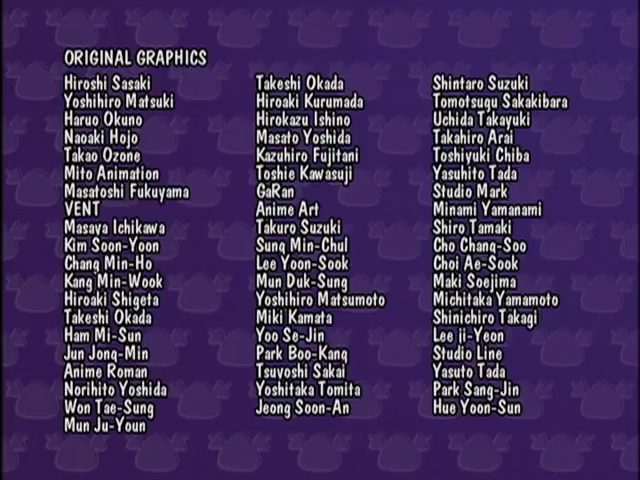 ORIGINAL GRAPHICS
Hiroshi Sasaki
Yoshihiro Matsuki
Haruo Okuno
Naoaki Hojo
Takao Ozone
Mito Animation
Masatoshi Fukuyama
VENT
Masaya Ichikawa
Kim Soon-Yoon
Chang Min-Ho
Kang Min-Wook
Hiroaki Shigeta
Takeshi Okada
Ham Mi-Sun
Jun Jong-Min
Anime Roman
Norihito Yoshida
Won Tae-Sung
Mun Ju-Youn
Takeshi Okada
Hiroaki Kurumada
Hirokazu Ishino
Masato Yoshida
Kazuhiro Fujitani
Toshie Kawasuji
GaRan
Anime Art
Takuro Suzuki
Sung Min-Chul
Lee Yoon-Sook
Mun Duk-Sung
Yoshihiro Matsumoto
Miki Kamata
Yoo Se-Jin
Park Boo-Kang
Tsuyoshi Sakai
Yoshitaka Tomita
Jeong Soon-An
Shintaro Suzuki
Tomotsugu Sakakibara
Uchida Takayuki
Takahiro Arai
Toshiyuki Chiba
Yasuhito Tada
Studio Mark
Minami Yamanami
Shiro Tamaki
Cho Chang-Soo
Choi Ae-Sook
Maki Soejima
Michitaka Yamamoto
Shinichiro Takagi
Lee ji-Yeon
Studio Line
Yasuto Tada
Park Sang-Jin
Hue Yoon-Sun